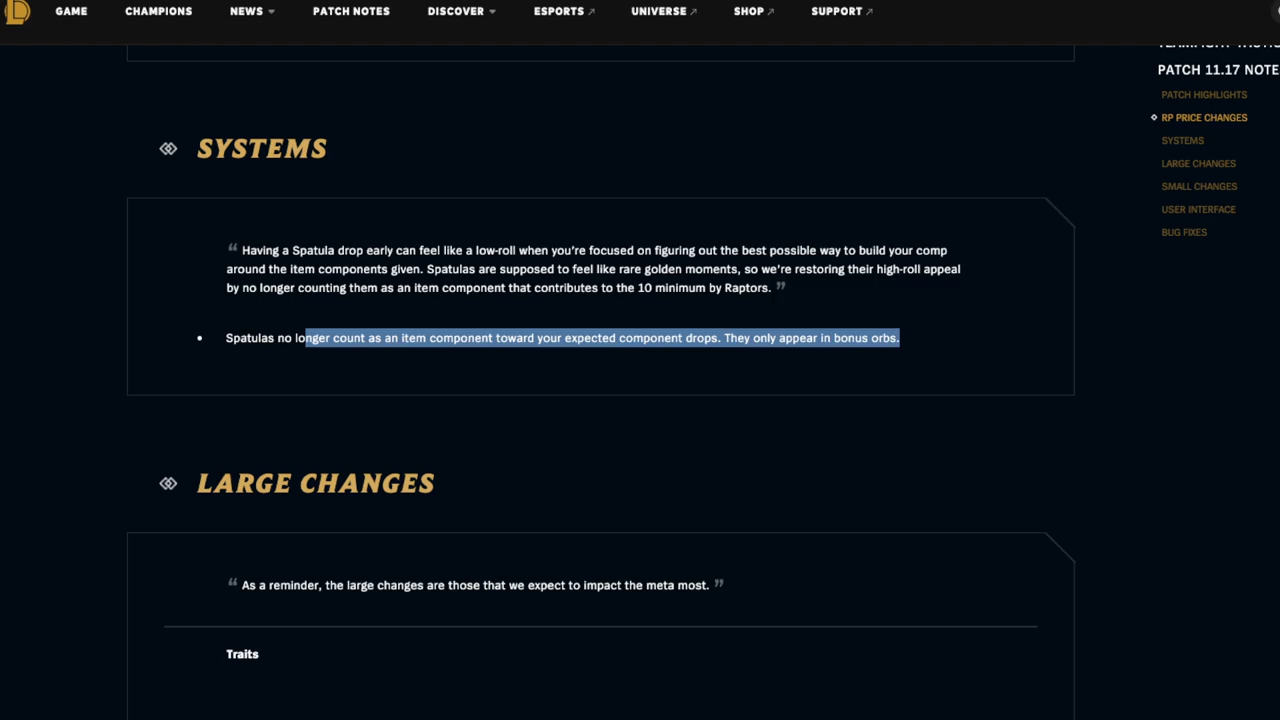 GAME CHAMPIONS NEWS PATCH NOTES DISCOVER ESPORTS UNIVERSE SHOP SUPPORT
PATCH 11.17 NOTE
PATCH HIGHLIGHTS
RP PRICE CHANGES
SYSTEMS
LARGE CHANGES
SMALL CHANGES
USER INTERFACE
BUG FIXES
SYSTEMS
“ Having a Spatula drop early can feel like a low-roll when you’re focused on figuring out the best possible way to build your comp
around the item components given. Spatulas are supposed to feel like rare golden moments, so we’re restoring their high-roll appeal
by no longer counting them as an item component that contributes to the 10 minimum by Raptors. ”
• Spatulas no longer count as an item component toward your expected component drops. They only appear in bonus orbs.
LARGE CHANGES
“ As a reminder, the large changes are those that we expect to impact the meta most. ”
Traits